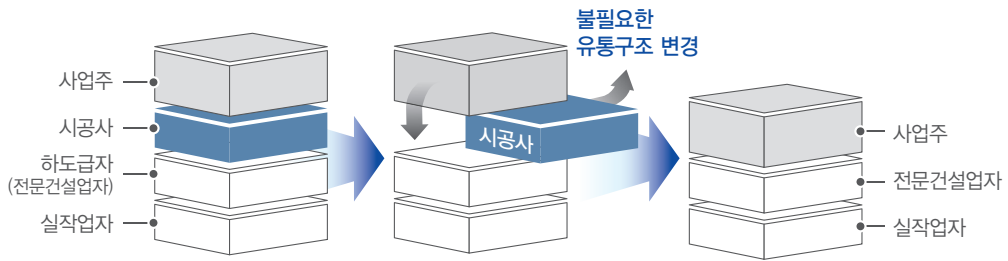 불필요한
유통구조 변경
사업주
시공사
하도급자
(전문건설업자)
실작업자
시공사
사업주
전문건설업자
실작업자